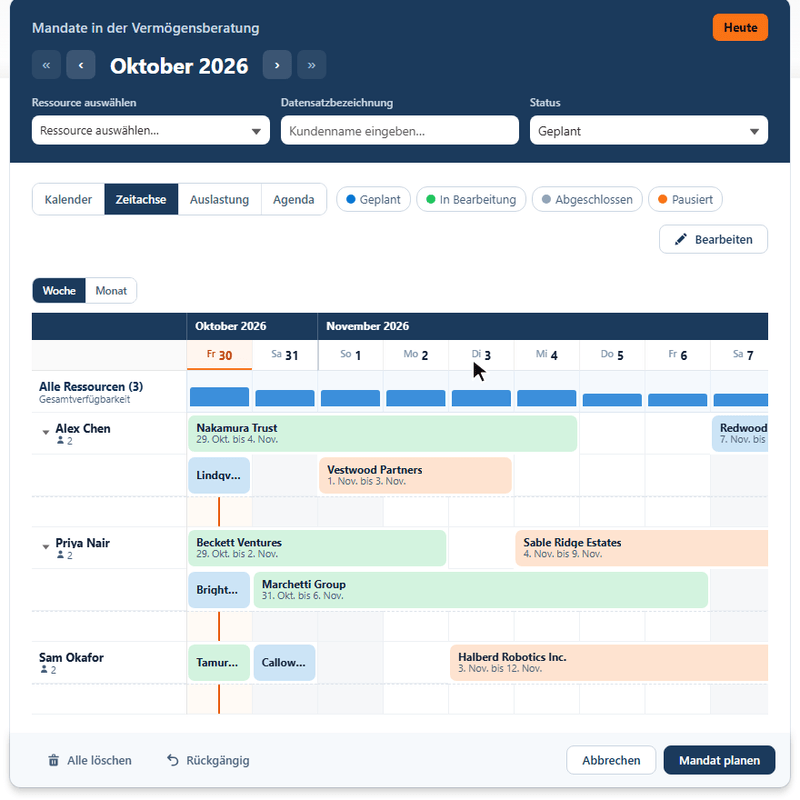 Mandate in der Vermögensberatung
Heute
« ‹ Oktober 2026 › »
Ressource auswählen
Datensatzbezeichnung
Status
Ressource auswählen...
Kundenname eingeben...
Geplant
Kalender Zeitachse Auslastung Agenda
Geplant In Bearbeitung Abgeschlossen Pausiert
Bearbeiten
Woche Monat
Oktober 2026 November 2026
Fr 30 Sa 31 So 1 Mo 2 Di 3 Mi 4 Do 5 Fr 6 Sa 7
Alle Ressourcen (3)
Gesamtverfügbarkeit
Alex Chen
2
Nakamura Trust
29. Okt. bis 4. Nov.
Redwood
7. Nov. bis
Lindqv...
Vestwood Partners
1. Nov. bis 3. Nov.
Priya Nair
2
Beckett Ventures
29. Okt. bis 2. Nov.
Sable Ridge Estates
4. Nov. bis 9. Nov.
Bright...
Marchetti Group
31. Okt. bis 6. Nov.
Sam Okafor
2
Tamur...
Callow...
Halberd Robotics Inc.
3. Nov. bis 12. Nov.
Alle löschen Rückgängig Abbrechen Mandat planen